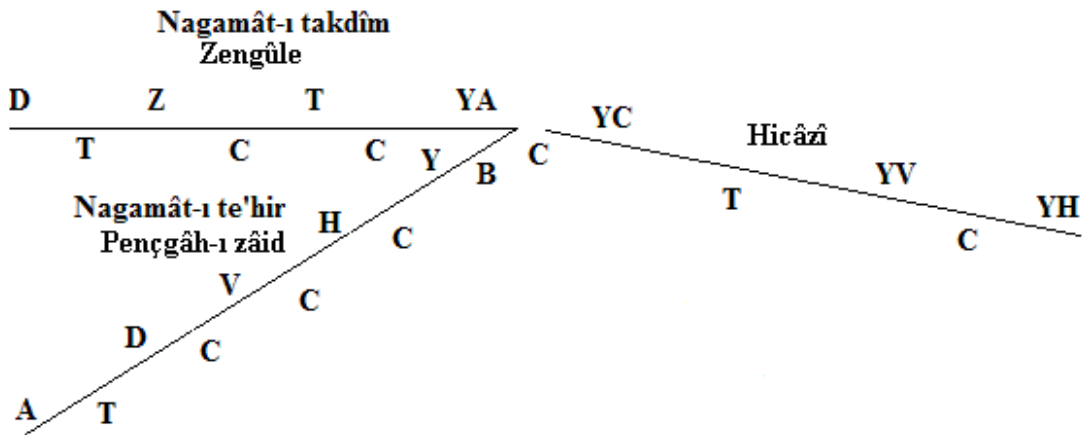 Nagamât-ı takdîm
Zengûle
D Z T YA
T C C
YC
Hicâzî
C
T
YV
C
YH
Y B
Nagamât-ı te'hir
Pençgâh-ı zâid
H C
V C
D C
A T